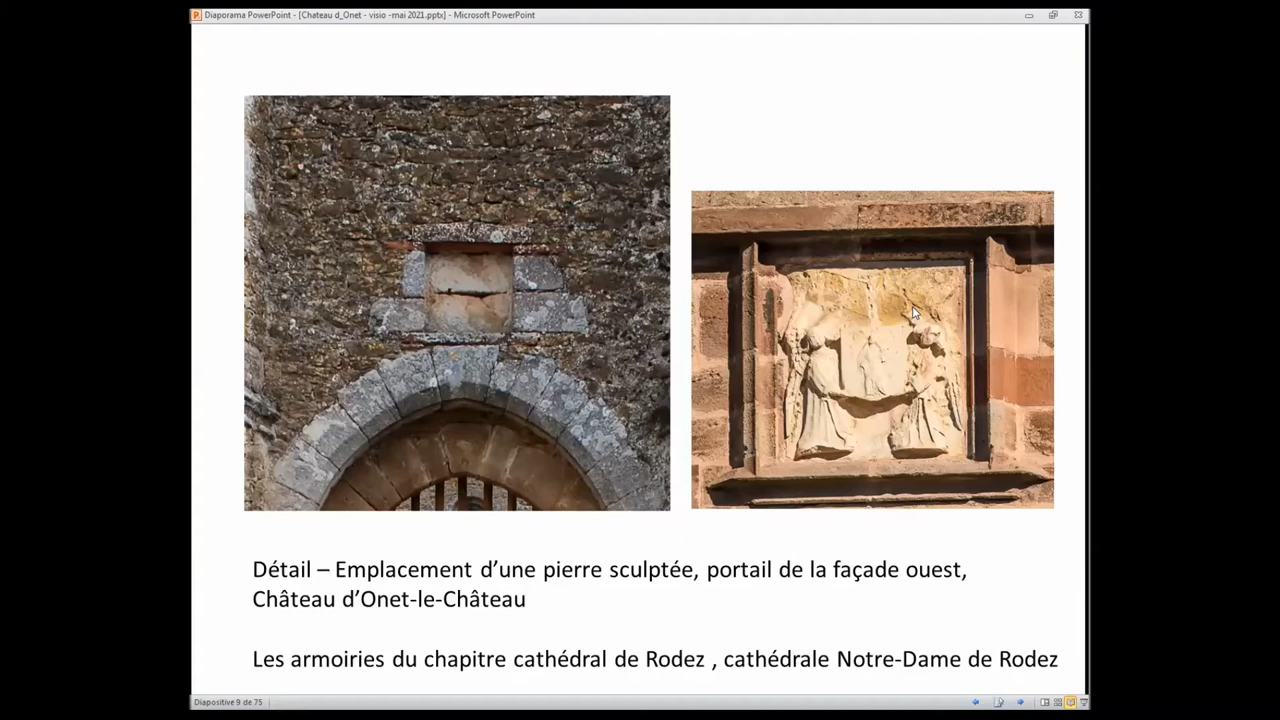 Diaporama PowerPoint - [Chateau d_Onet - visio -mai 2021.pptx] - Microsoft PowerPoint
Détail – Emplacement d’une pierre sculptée, portail de la façade ouest,
Château d’Onet-le-Château
Les armoiries du chapitre cathédral de Rodez , cathédrale Notre-Dame de Rodez
Diapositive 9 de 75